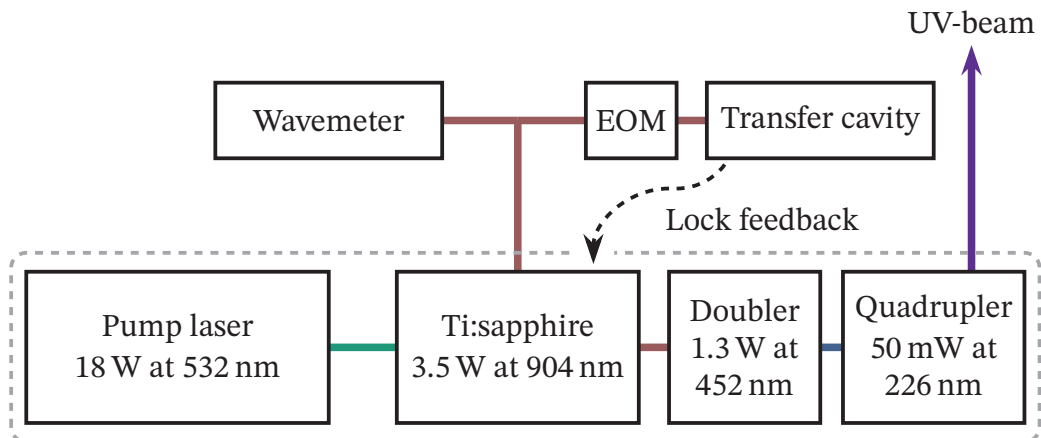 UV-beam
Wavemeter
EOM
Transfer cavity
Lock feedback
Pump laser
18 W at 532 nm
Ti:sapphire
3.5 W at 904 nm
Doubler
1.3 W at
452 nm
Quadrupler
50 mW at
226 nm